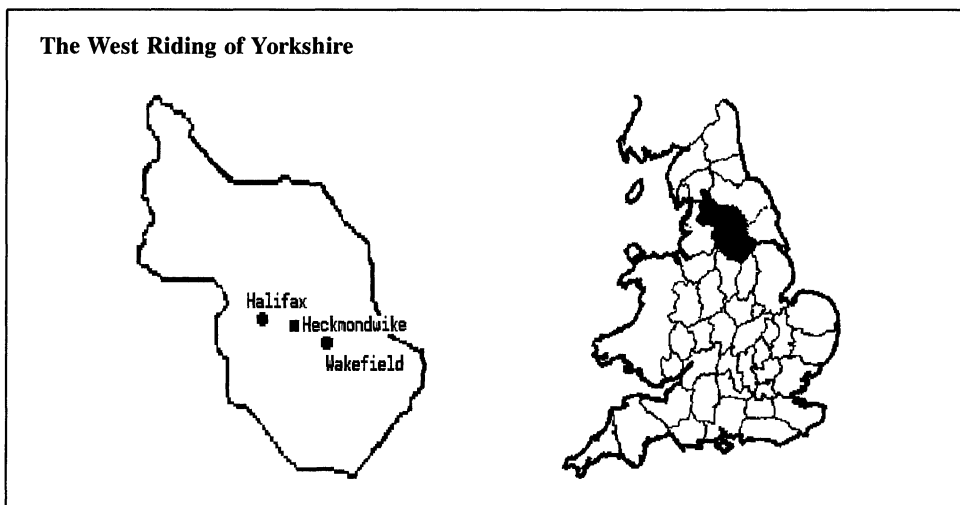 The West Riding of Yorkshire
Halifax
Heckmondwike
Wakefield